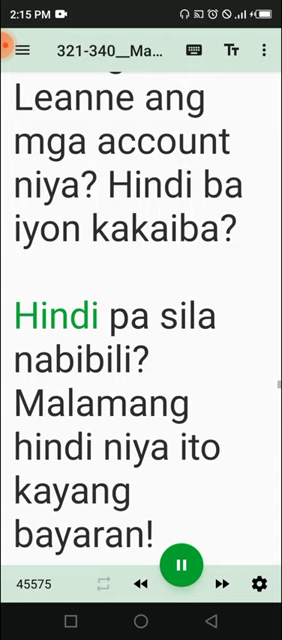 2:15 PM
321-340__Ma...
Leanne ang
mga account
niya? Hindi ba
iyon kakaiba?
Hindi pa sila
nabibili?
Malamang
hindi niya ito
kayang
bayaran!
45575